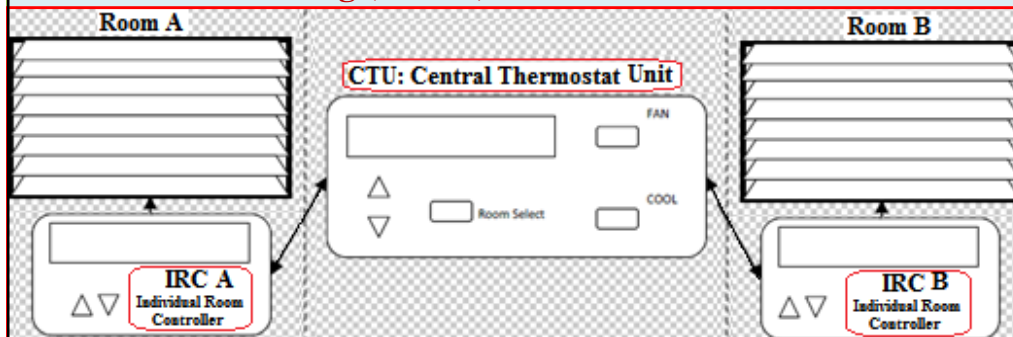 Room A
Room B
CTU: Central Thermostat Unit
FAN
COOL
Room Select
IRC A
Individual Room
Controller
IRC B
Individual Room
Controller